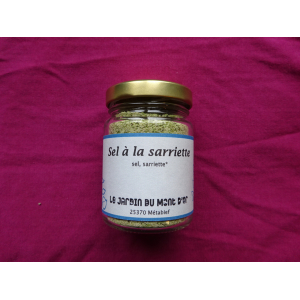 Sel à la sarriette
sel, sarriette*
Le Jardin du Mont d'Or
25370 Métabief